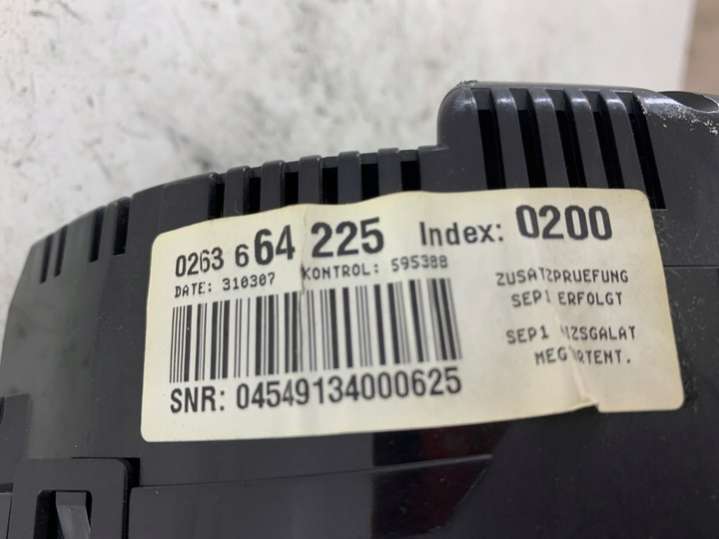 0263 664 225 Index: 0200
DATE: 310307 KONTROL: 595388
ZUSATZPRUEFUNG
SEP1 ERFOLGT
SEP1
SNR: 04549134000625